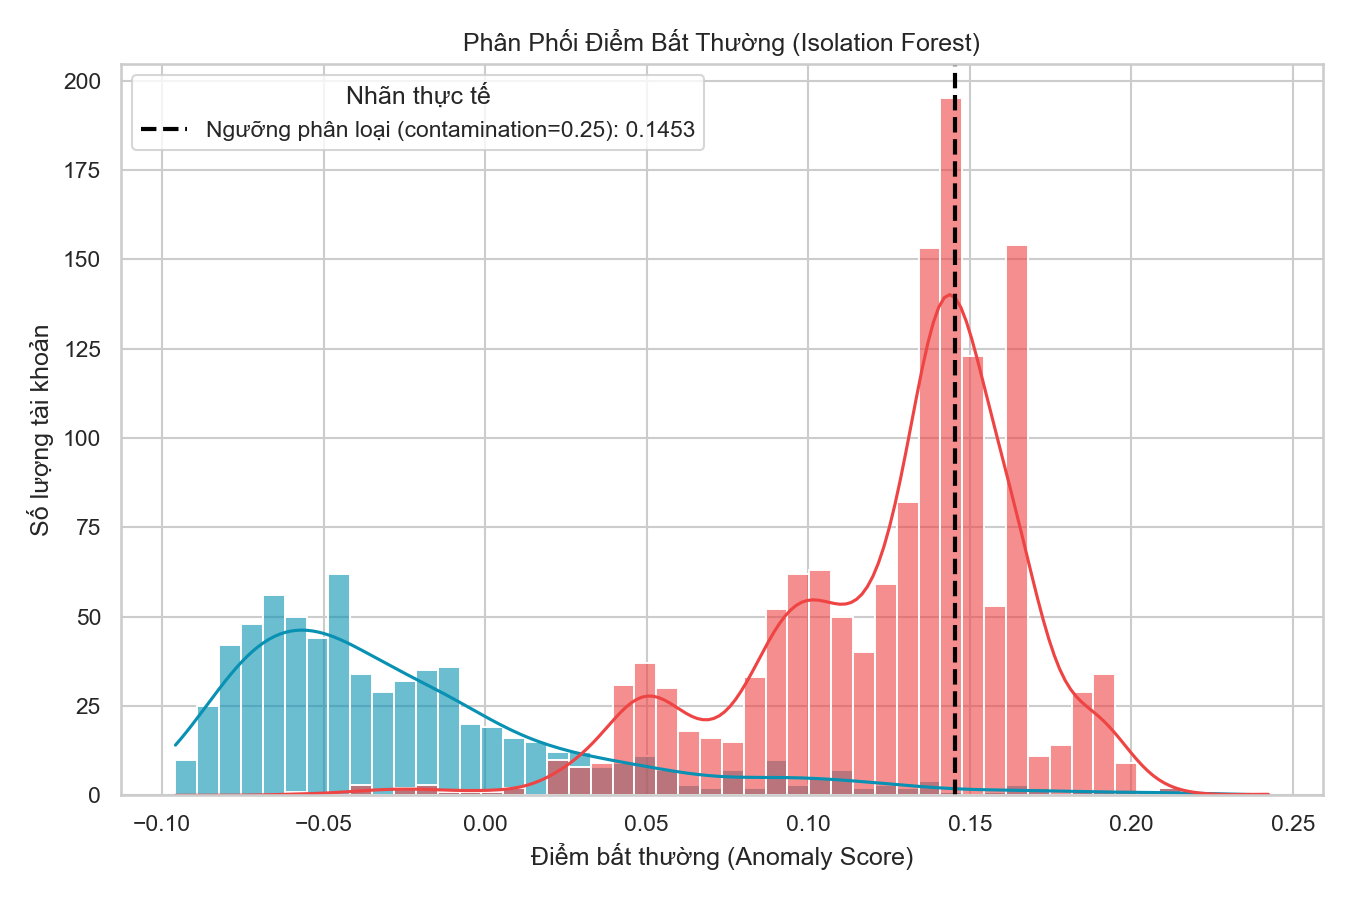 Phân Phối Điểm Bất Thường (Isolation Forest)
Nhãn thực tế
Ngưỡng phân loại (contamination=0.25): 0.1453
Số lượng tài khoản
200
175
150
125
100
75
50
25
0
−0.10 −0.05 0.00 0.05 0.10 0.15 0.20 0.25
Điểm bất thường (Anomaly Score)